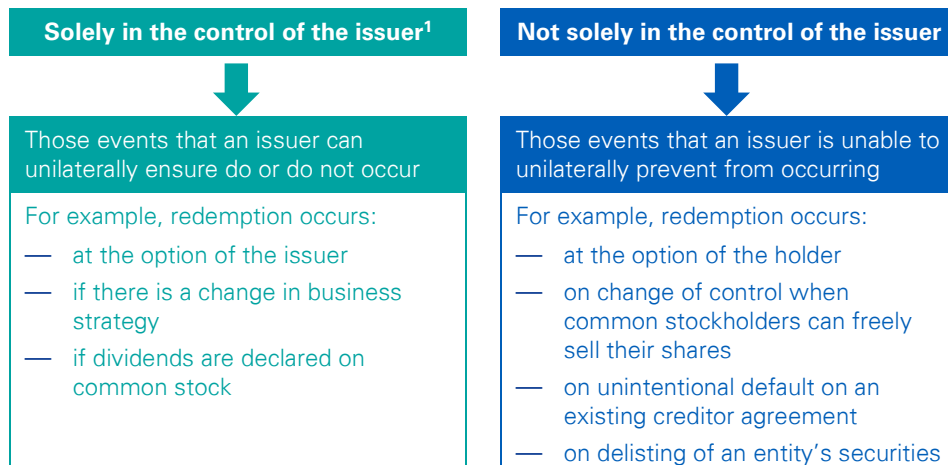 Solely in the control of the issuer¹
Those events that an issuer can
unilaterally ensure do or do not occur
For example, redemption occurs:
— at the option of the issuer
— if there is a change in business
strategy
— if dividends are declared on
common stock
Not solely in the control of the issuer
Those events that an issuer is unable to
unilaterally prevent from occurring
For example, redemption occurs:
— at the option of the holder
— on change of control when
common stockholders can freely
sell their shares
— on unintentional default on an
existing creditor agreement
— on delisting of an entity’s securities